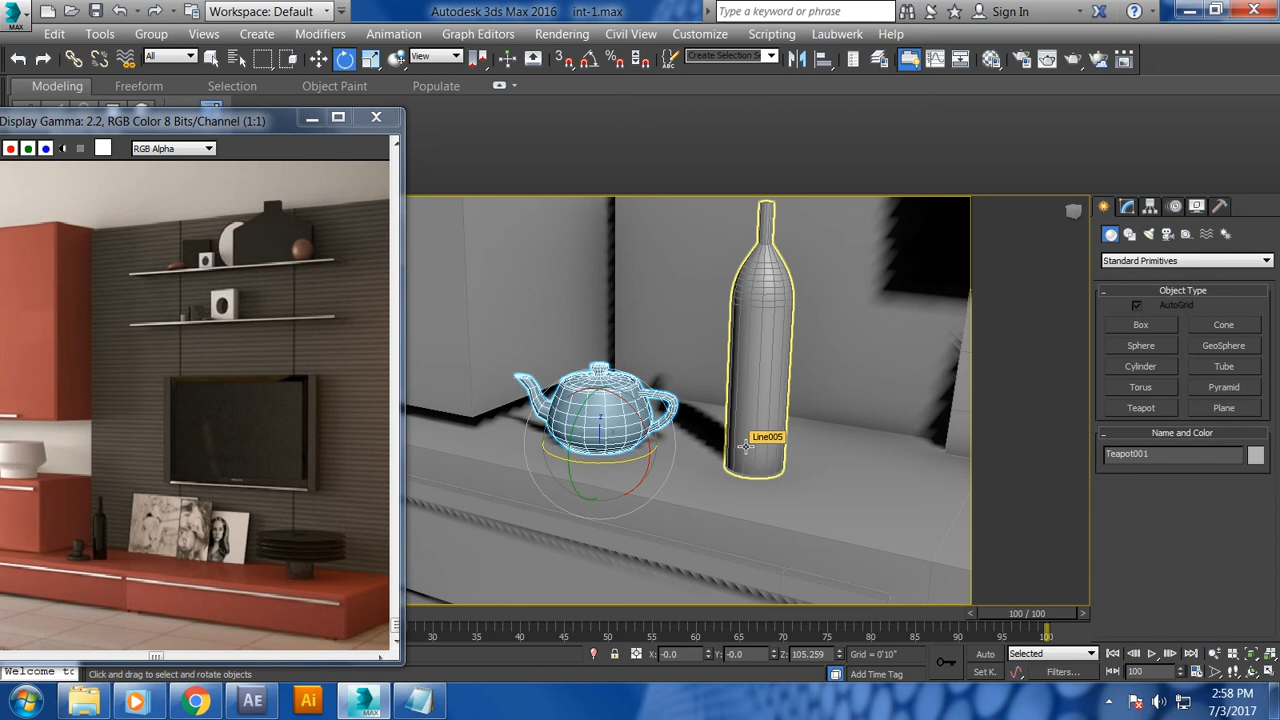 Workspace: Default
Autodesk 3ds Max 2016
int-1.max
Type a keyword or phrase
Sign In
MAX
Edit Tools Group Views Create Modifiers Animation Graph Editors Rendering Civil View Customize Scripting Laubwerk Help
All
View
Create Selection Se
Modeling Freeform Selection Object Paint Populate
Display Gamma: 2.2, RGB Color 8 Bits/Channel (1:1)
RGB Alpha
Standard Primitives
Object Type
AutoGrid
Box Cone
Sphere GeoSphere
Cylinder Tube
Torus Pyramid
Teapot Plane
Name and Color
Teapot001
z
Line005
100 / 100
30 35 40 45 50 55 60 65 70 75 80 85 90 95 100
X: -0.0 Y: -0.0 Z: 105.259 Grid = 0'10"
Auto Selected
Welcome to
Click and drag to select and rotate objects
Add Time Tag
Set K. Filters... 100
AE Ai MAX
2:58 PM
7/3/2017